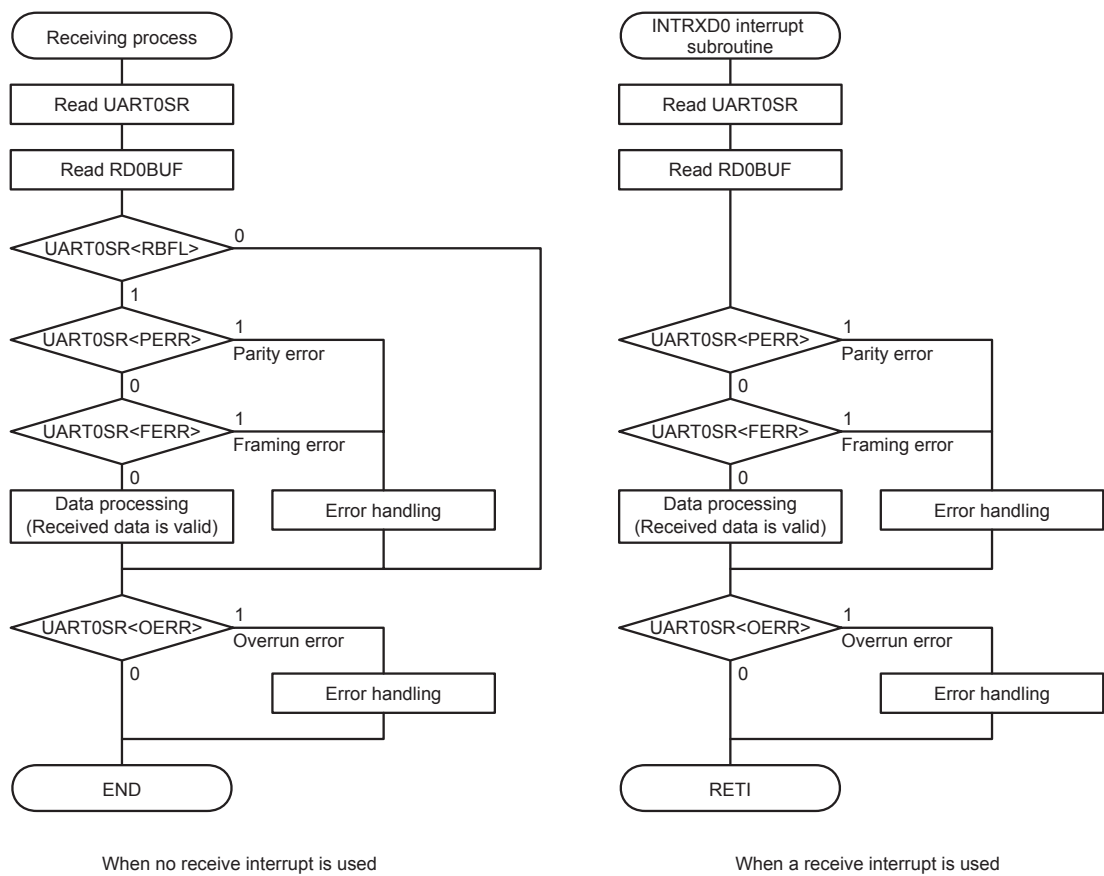 Receiving process
Read UART0SR
Read RD0BUF
UART0SR<RBFL>
0
1
UART0SR<PERR>
1
Parity error
0
UART0SR<FERR>
1
Framing error
0
Data processing
(Received data is valid)
Error handling
UART0SR<OERR>
1
Overrun error
0
Error handling
END
When no receive interrupt is used
INTRXD0 interrupt
subroutine
Read UART0SR
Read RD0BUF
UART0SR<PERR>
1
Parity error
0
UART0SR<FERR>
1
Framing error
0
Data processing
(Received data is valid)
Error handling
UART0SR<OERR>
1
Overrun error
0
Error handling
RETI
When a receive interrupt is used